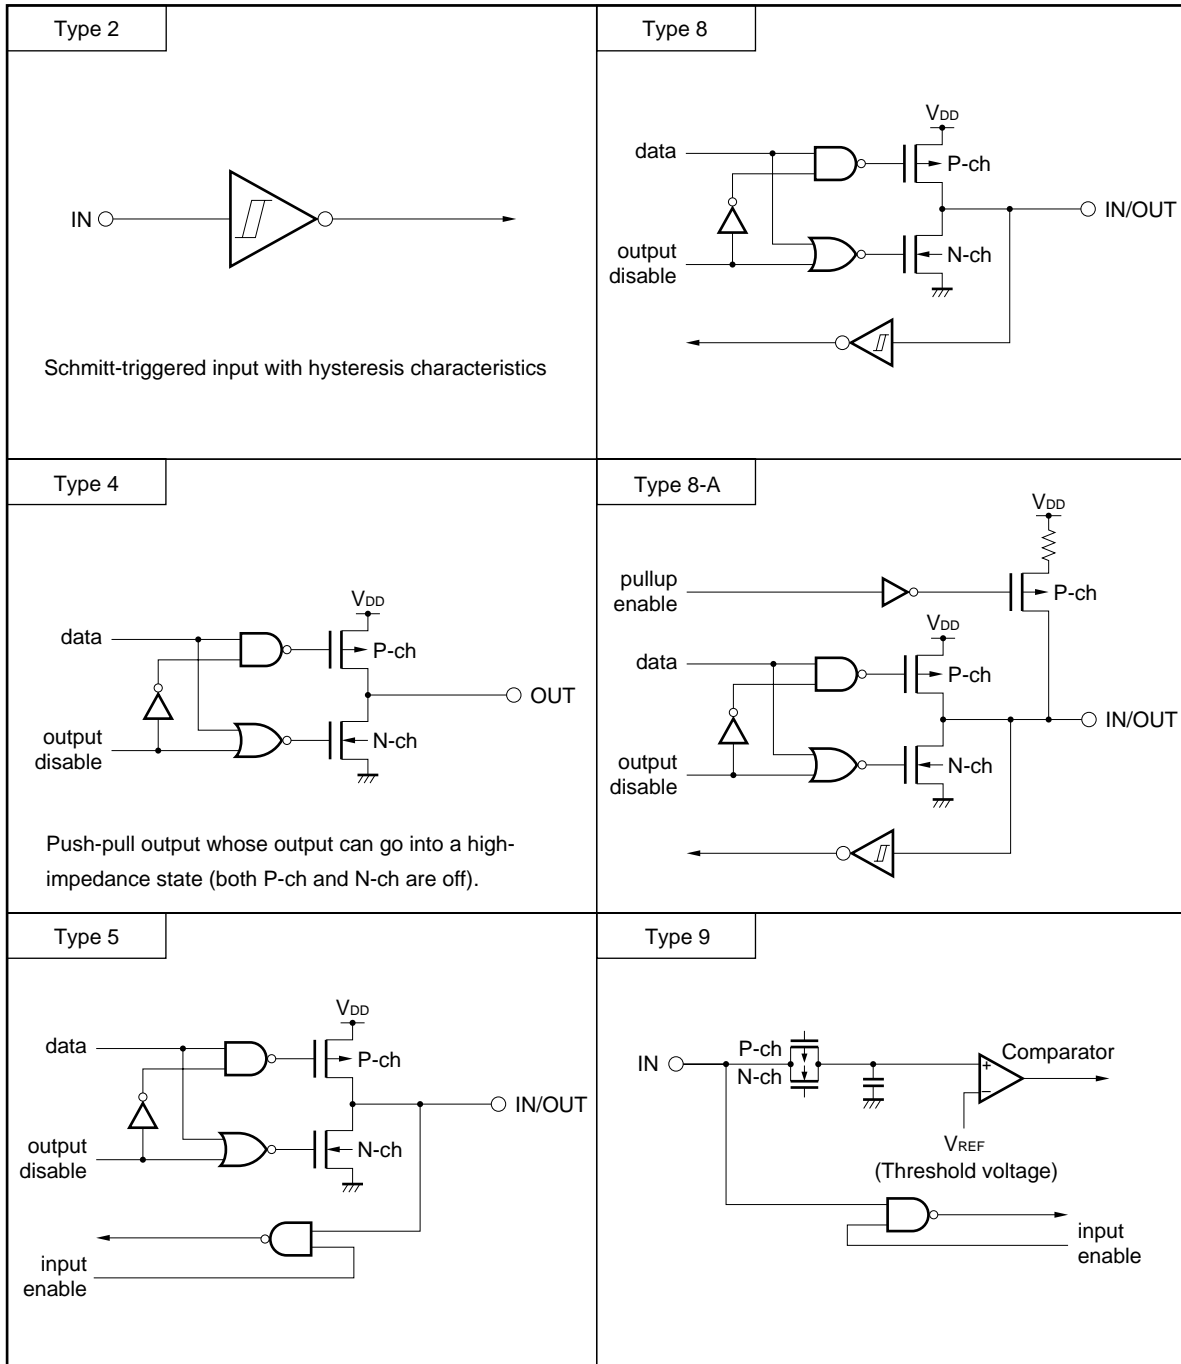 Type 2
IN
Schmitt-triggered input with hysteresis characteristics
Type 8
VDD
data
P-ch
IN/OUT
output
disable
N-ch
Type 4
VDD
data
P-ch
OUT
output
disable
N-ch
Push-pull output whose output can go into a high-
impedance state (both P-ch and N-ch are off).
Type 8-A
VDD
pullup
enable
P-ch
VDD
data
P-ch
IN/OUT
output
disable
N-ch
Type 5
VDD
data
P-ch
IN/OUT
output
disable
N-ch
input
enable
Type 9
P-ch
IN
N-ch
Comparator
+
−
VREF
(Threshold voltage)
input
enable